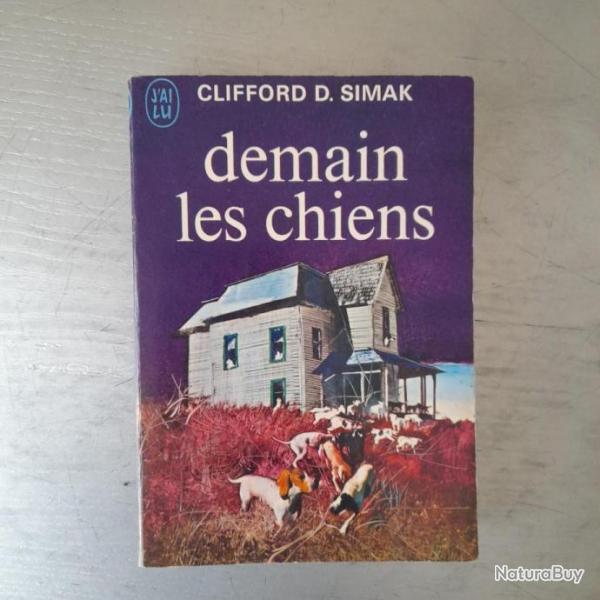 J'AI
LU
CLIFFORD D. SIMAK
demain
les chiens
NaturaBuy